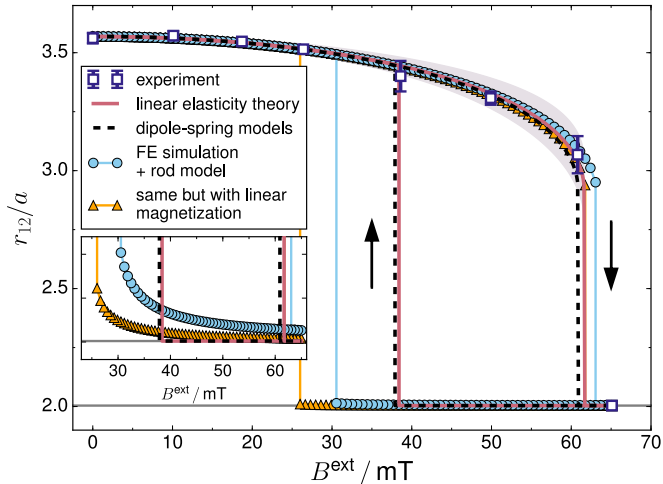 3.5
3.0
2.5
2.0
r₁₂/a
experiment
linear elasticity theory
dipole-spring models
FE simulation
+ rod model
same but with linear
magnetization
30 40 50 60
Bᵉˣᵗ / mT
0 10 20 30 40 50 60 70
Bᵉˣᵗ / mT